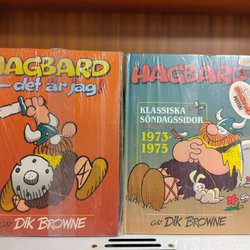 HAGBARD
- det är jag!
av DIK BROWNE
HAGBARD
KLASSISKA
SÖNDAGSSIDOR
1973-
1975
av DIK BROWNE